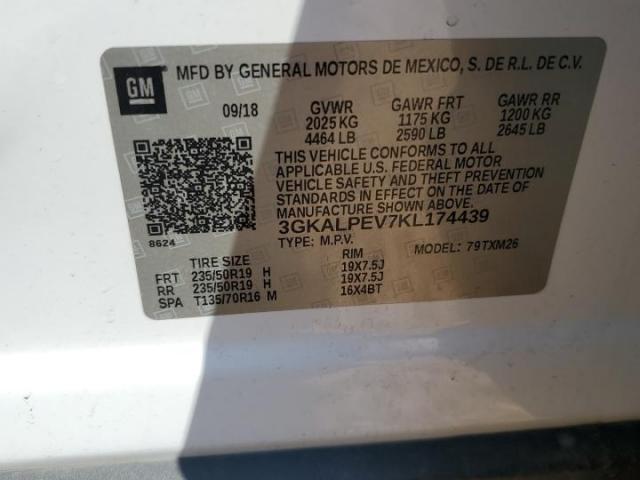 GM MFD BY GENERAL MOTORS DE MEXICO, S. DE R.L. DE C.V.
09/18 GVWR GAWR FRT GAWR RR
2025 KG 1175 KG 1200 KG
4464 LB 2590 LB 2645 LB
THIS VEHICLE CONFORMS TO ALL
APPLICABLE U.S. FEDERAL MOTOR
VEHICLE SAFETY AND THEFT PREVENTION
STANDARDS IN EFFECT ON THE DATE OF
MANUFACTURE SHOWN ABOVE.
3GKALPEV7KL174439
8624 TYPE: M.P.V. MODEL: 79TXM26
TIRE SIZE RIM
FRT 235/50R19 H 19X7.5J
RR 235/50R19 H 19X7.5J
SPA T135/70R16 M 16X4BT